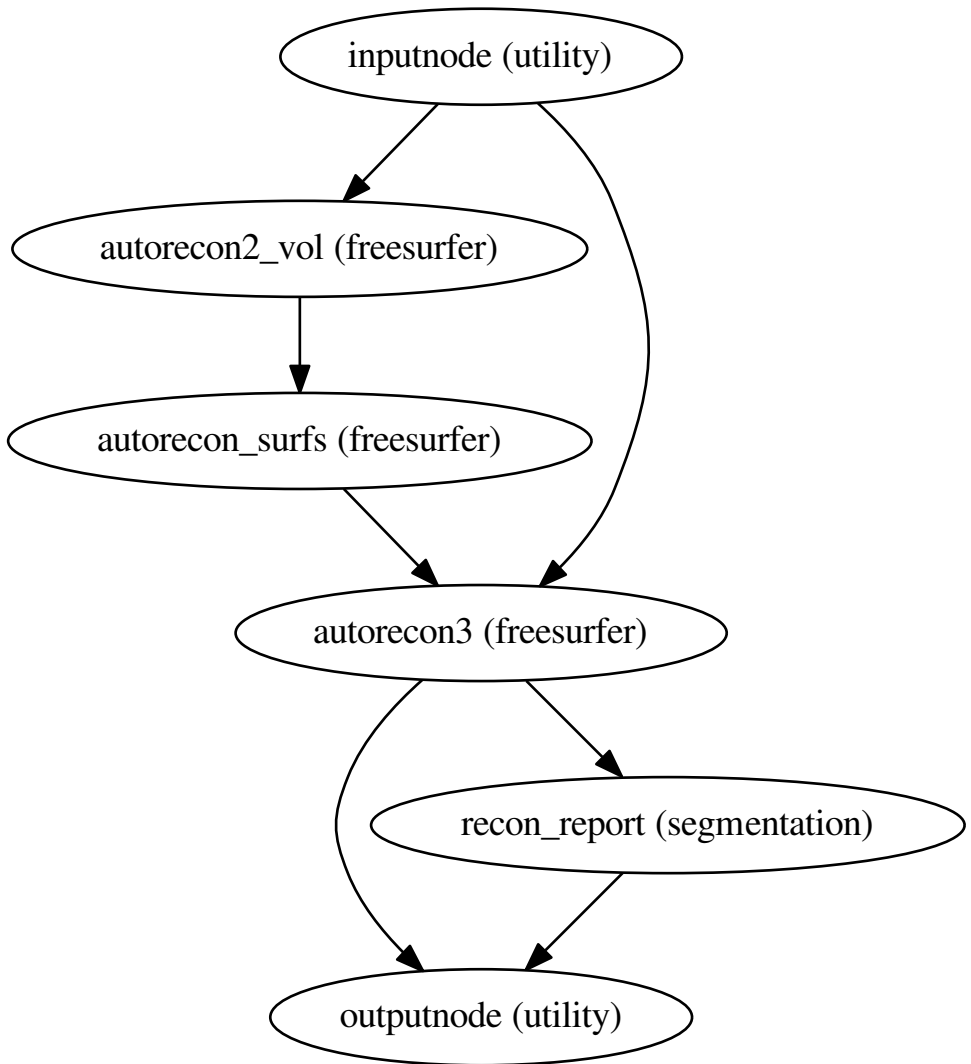 inputnode (utility)
autorecon2_vol (freesurfer)
autorecon_surfs (freesurfer)
autorecon3 (freesurfer)
recon_report (segmentation)
outputnode (utility)